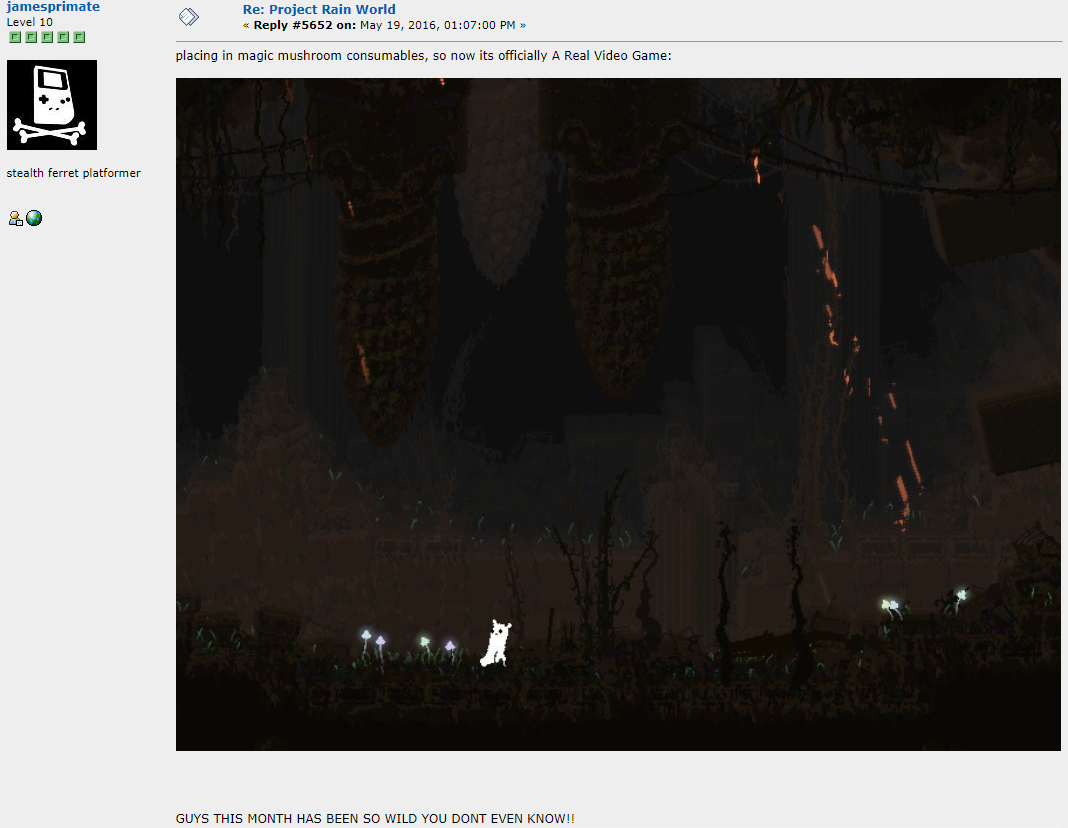 jamesprimate
Level 10
stealth ferret platformer
Re: Project Rain World
« Reply #5652 on: May 19, 2016, 01:07:00 PM »
placing in magic mushroom consumables, so now its officially A Real Video Game:
GUYS THIS MONTH HAS BEEN SO WILD YOU DONT EVEN KNOW!!